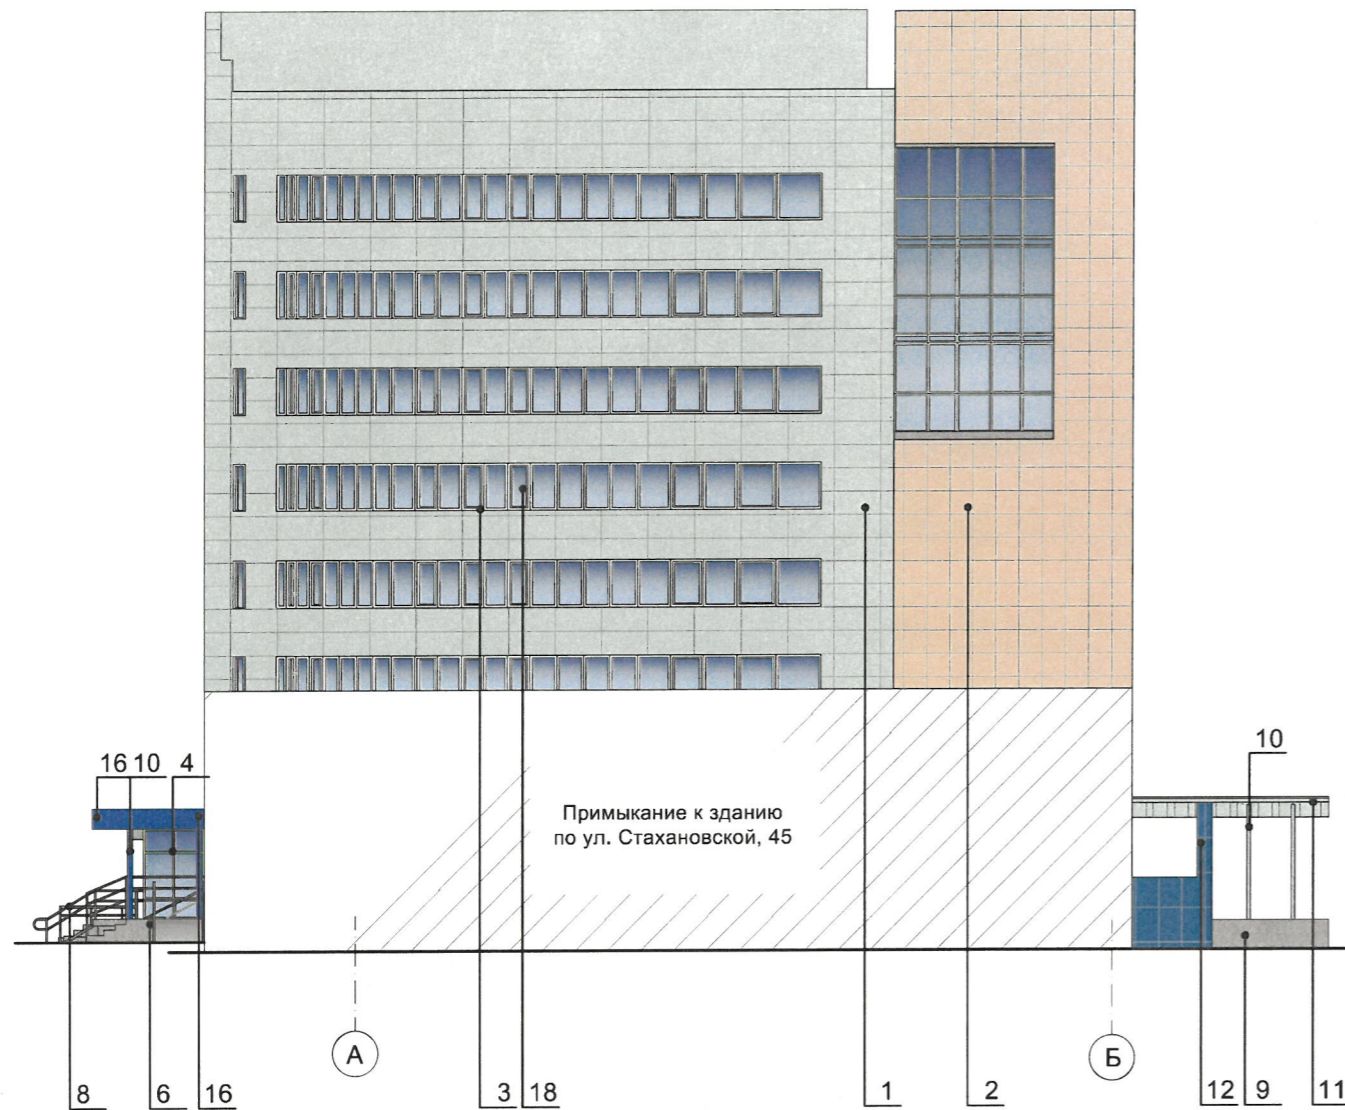 10
16 10 4
Примыкание к зданию
по ул. Стахановской, 45
А
Б
8 6 16 3 18 1 2 12 9 11